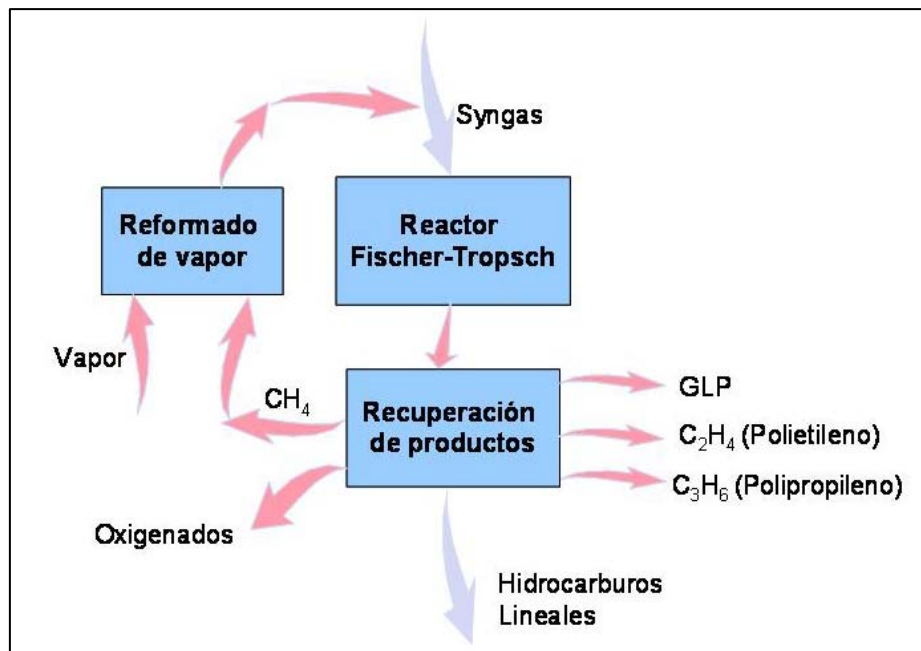 Syngas
Reformado
de vapor
Reactor
Fischer-Tropsch
Vapor
CH₄
Recuperación
de productos
GLP
C₂H₄ (Polietileno)
C₃H₆ (Polipropileno)
Oxigenados
Hidrocarburos
Lineales